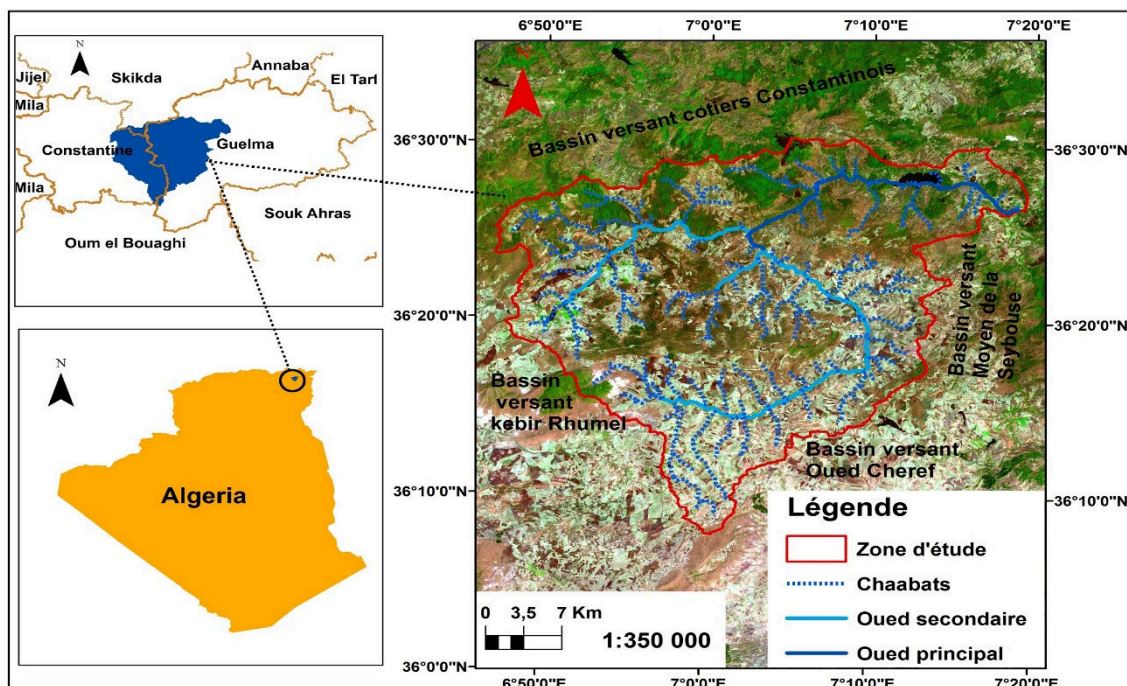 N
Jijel
Skikda
Annaba
El Tarf
Mila
Constantine
Guelma
Mila
Souk Ahras
Oum el Bouaghi
N
Algeria
6°50'0"E
7°0'0"E
7°10'0"E
7°20'0"E
N
Bassin versant cotiers Constantinois
36°30'0"N
36°30'0"N
36°20'0"N
36°20'0"N
Bassin versant
Moyen de la
Seybouse
Bassin
versant
kebir Rhumel
Bassin versant
Oued Cheref
36°10'0"N
36°10'0"N
Légende
Zone d'étude
Chaabats
Oued secondaire
Oued principal
0 3,5 7 Km
1:350 000
36°0'0"N
36°0'0"N
6°50'0"E
7°0'0"E
7°10'0"E
7°20'0"E